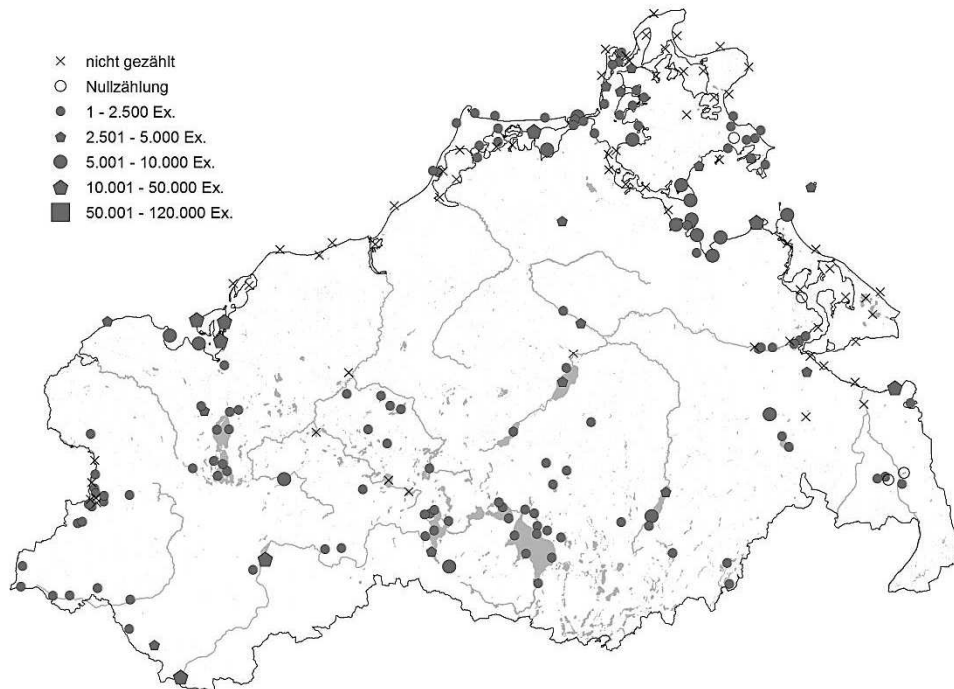 nicht gezählt
Nullzählung
1 - 2.500 Ex.
2.501 - 5.000 Ex.
5.001 - 10.000 Ex.
10.001 - 50.000 Ex.
50.001 - 120.000 Ex.